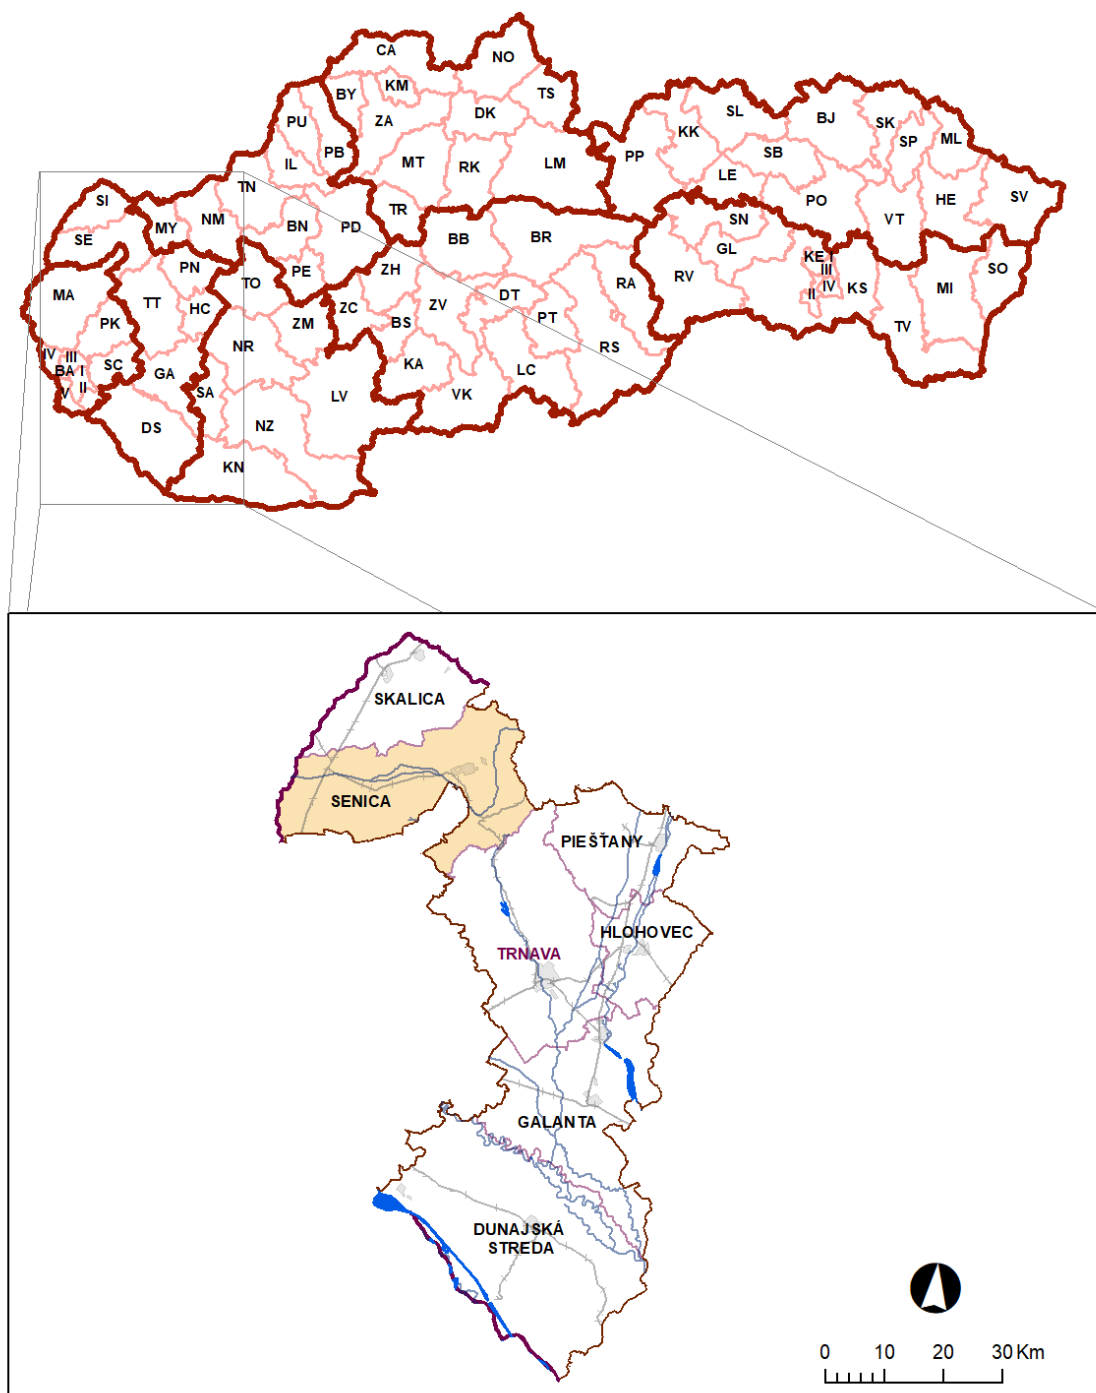 CA
NO
BY
KM
TS
PU
ZA
DK
SL
BJ
SK
ML
KK
SP
PB
MT
RK
LM
PP
SB
IL
LE
TN
SI
TR
PO
HE
SV
NM
BN
PD
SN
VT
MY
SE
BB
BR
GL
KE
I
PN
PE
ZH
RV
III
SO
TO
RA
IV
KS
MI
MA
TT
II
HC
ZC
ZV
DT
PK
ZM
BS
PT
TV
IV
III
NR
RS
BA
I
SC
GA
KA
LC
V
II
SA
LV
VK
DS
NZ
KN
SKALICA
SENICA
PIEŠŤANY
HLOHOVEC
TRNAVA
GALANTA
DUNAJSKÁ
STREDA
0 10 20 30 Km